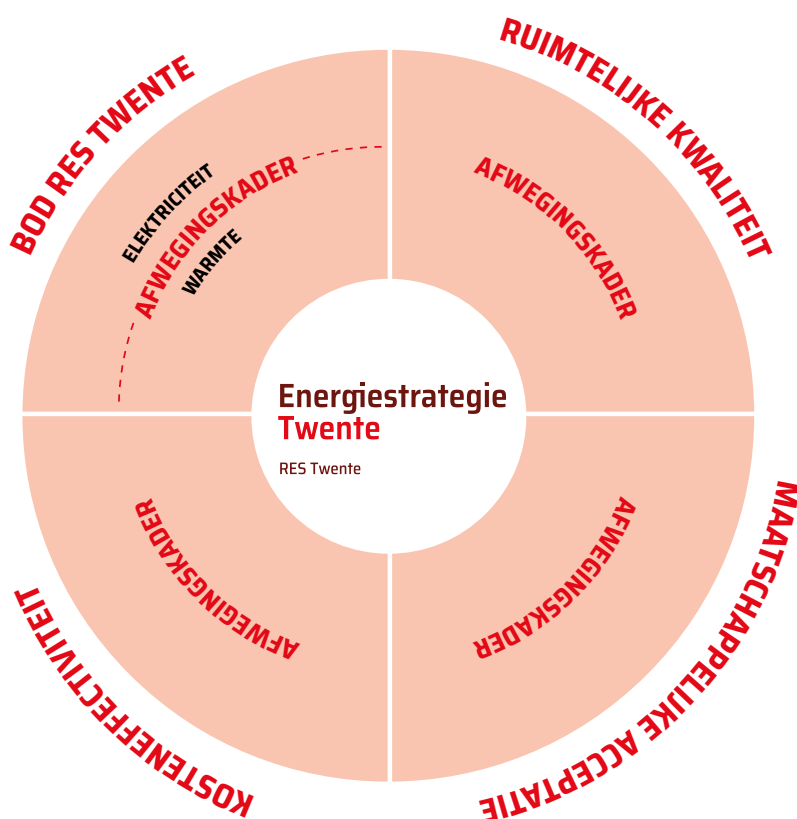 BOD RES TWENTE
ELEKTRICITEIT
AFWEGINGSKADER
WARMTE
RUIMTELIJKE KWALITEIT
AFWEGINGSKADER
Energiestrategie
Twente
RES Twente
AFWEGINGSKADER
MAATSCHAPPELIJKE ACCEPTATIE
AFWEGINGSKADER
KOSTENEFFECTIVITEIT